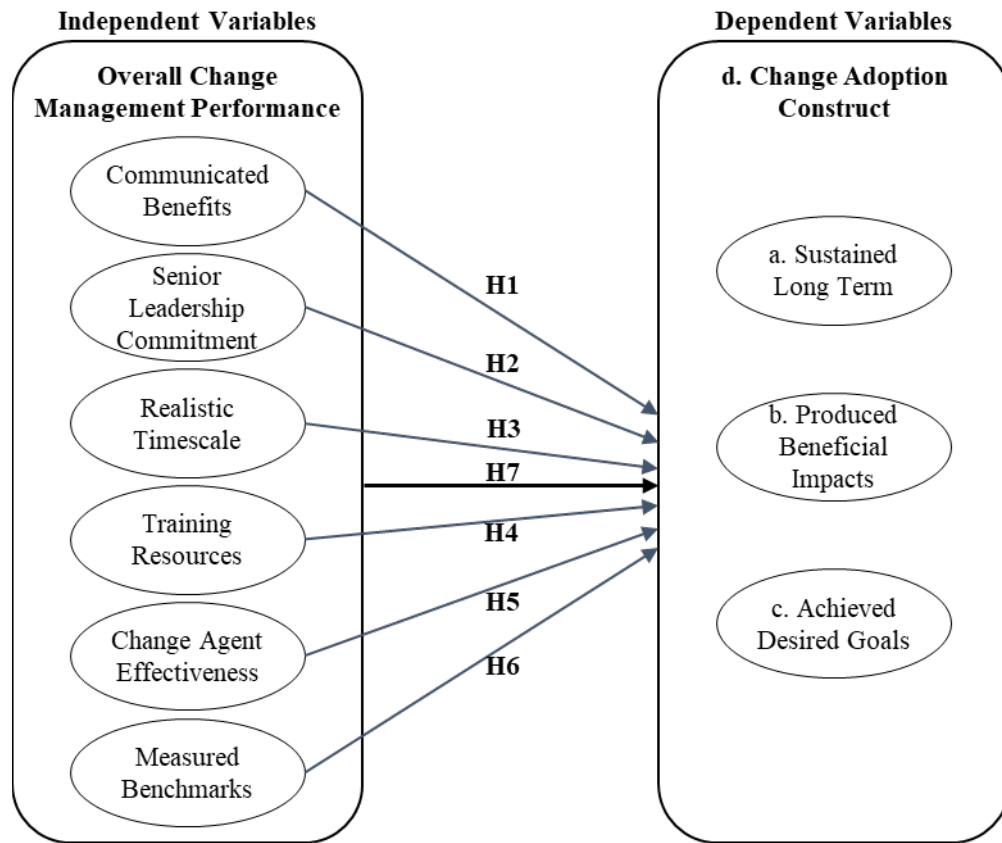 Independent Variables
Overall Change
Management Performance
Communicated
Benefits
Senior
Leadership
Commitment
Realistic
Timescale
Training
Resources
Change Agent
Effectiveness
Measured
Benchmarks
H1
H2
H3
H7
H4
H5
H6
Dependent Variables
d. Change Adoption
Construct
a. Sustained
Long Term
b. Produced
Beneficial
Impacts
c. Achieved
Desired Goals